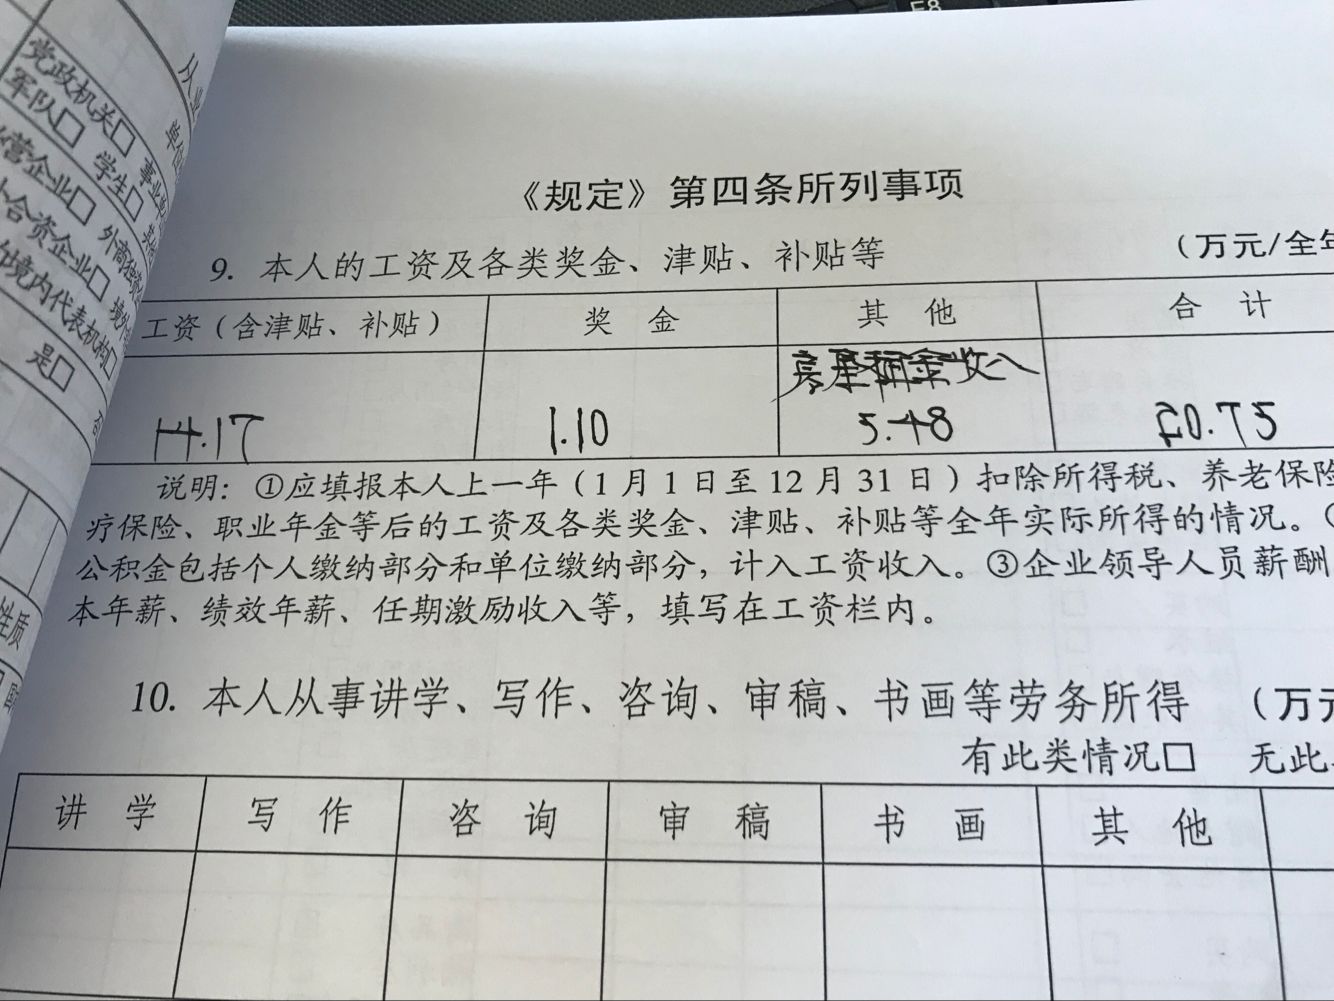 F8
从业
单位
党政机关□ 事业
军队□ 学生□ 其他
营企业□ 外商独资
合资企业□ 境外
境内代表机构□
是□ 否
性质
《规定》第四条所列事项
9. 本人的工资及各类奖金、津贴、补贴等 （万元/全年
工资（含津贴、补贴） 奖 金 其 他 合 计
房屋租金收入
14.17 1.10 5.48 20.75
说明：①应填报本人上一年（1月1日至12月31日）扣除所得税、养老保险
疗保险、职业年金等后的工资及各类奖金、津贴、补贴等全年实际所得的情况。
公积金包括个人缴纳部分和单位缴纳部分，计入工资收入。③企业领导人员薪酬
本年薪、绩效年薪、任期激励收入等，填写在工资栏内。
10. 本人从事讲学、写作、咨询、审稿、书画等劳务所得 （万元
有此类情况□ 无此
讲 学 写 作 咨 询 审 稿 书 画 其 他